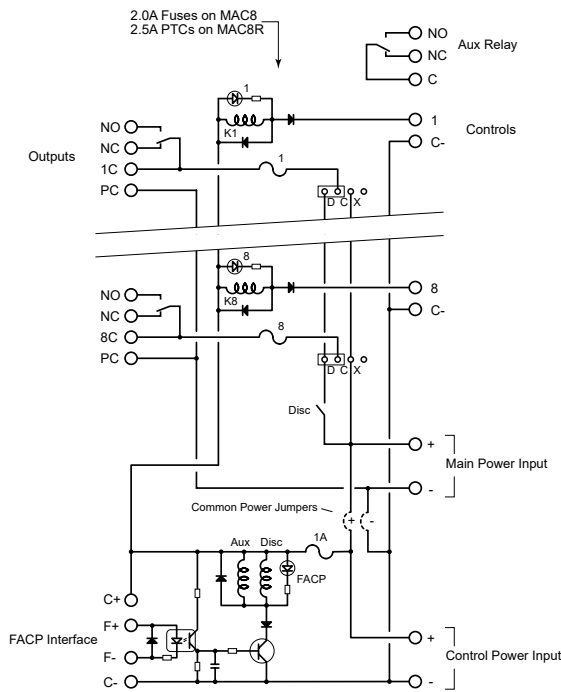 2.0A Fuses on MAC8
2.5A PTCs on MAC8R
NO
NC
C
Aux Relay
1
K1
1
C-
Controls
Outputs
NO
NC
1C
PC
1
D C X
8
K8
8
C-
NO
NC
8C
PC
8
D C X
Disc
+
-
Main Power Input
Common Power Jumpers
+ -
Aux Disc
1A
FACP
C+
F+
F-
C-
FACP Interface
+
-
Control Power Input